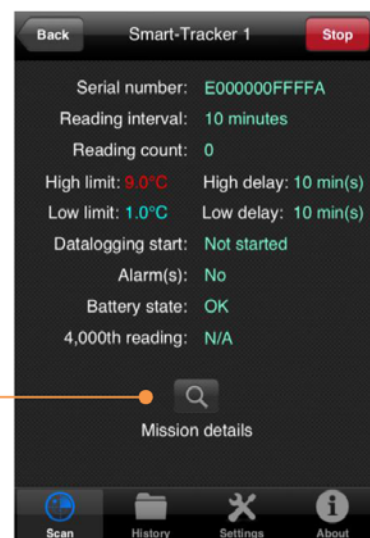 Back Smart-Tracker 1 Stop
Serial number: E000000FFFFA
Reading interval: 10 minutes
Reading count: 0
High limit: 9.0°C High delay: 10 min(s)
Low limit: 1.0°C Low delay: 10 min(s)
Datalogging start: Not started
Alarm(s): No
Battery state: OK
4,000th reading: N/A
Mission details
Scan History Settings About